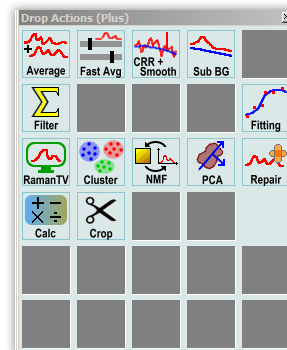 Drop Actions (Plus)
Average
Fast Avg
CRR +
Smooth
Sub BG
Filter
Fitting
RamanTV
Cluster
NMF
PCA
Repair
Calc
Crop